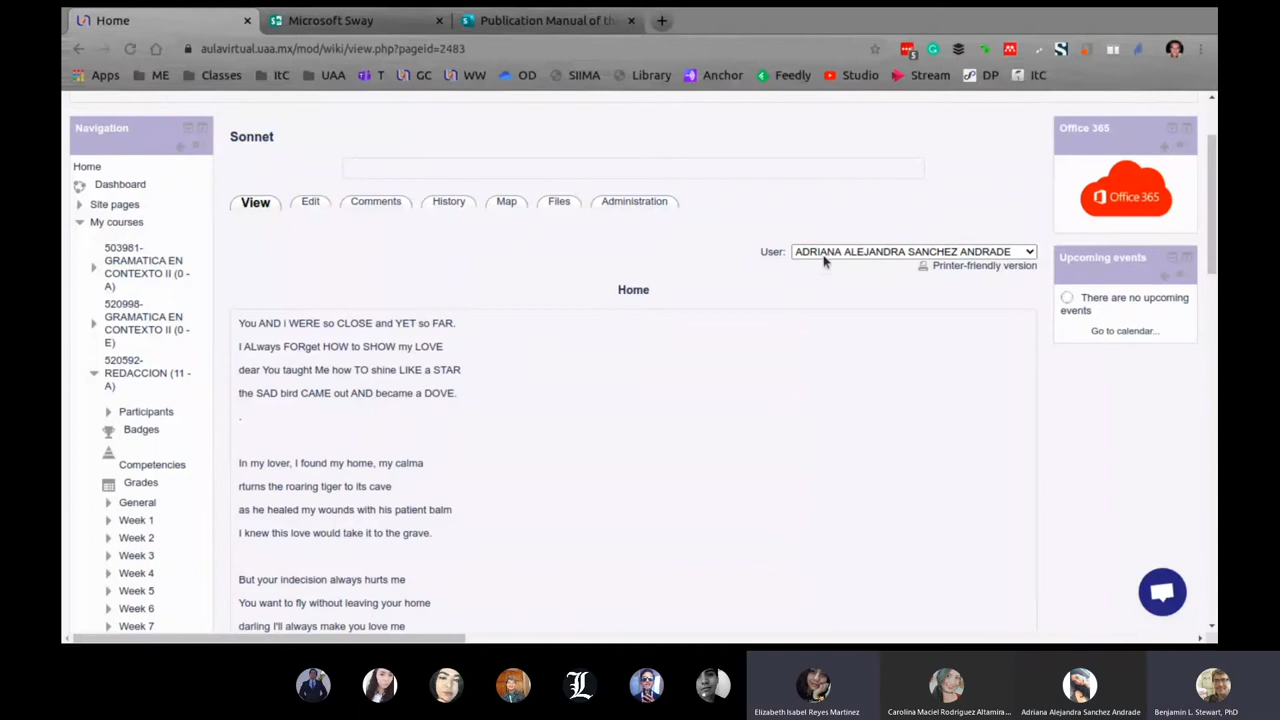 Home
Microsoft Sway
Publication Manual of th
aulavirtual.uaa.mx/mod/wiki/view.php?pageid=2483
5
Apps ME Classes ItC UAA T GC WW OD SIIMA Library Anchor Feedly Studio Stream DP ItC
Navigation
Home
Dashboard
Site pages
My courses
503981-
GRAMATICA EN
CONTEXTO II (0 -
A)
520998-
GRAMATICA EN
CONTEXTO II (0 -
E)
520592-
REDACCION (11 -
A)
Participants
Badges
Competencies
Grades
General
Week 1
Week 2
Week 3
Week 4
Week 5
Week 6
Week 7
Sonnet
View Edit Comments History Map Files Administration
User: ADRIANA ALEJANDRA SANCHEZ ANDRADE
Printer-friendly version
Home
You AND i WERE so CLOSE and YET so FAR.
I ALways FORget HOW to SHOW my LOVE
dear You taught Me how TO shine LIKE a STAR
the SAD bird CAME out AND became a DOVE.
.
In my lover, I found my home, my calma
rturns the roaring tiger to its cave
as he healed my wounds with his patient balm
I knew this love would take it to the grave.
But your indecision always hurts me
You want to fly without leaving your home
darling I'll always make you love me
Office 365
Office 365
Upcoming events
There are no upcoming
events
Go to calendar...
L
Elizabeth Isabel Reyes Martinez
Carolina Maciel Rodriguez Altamira...
Adriana Alejandra Sanchez Andrade
Benjamin L. Stewart, PhD